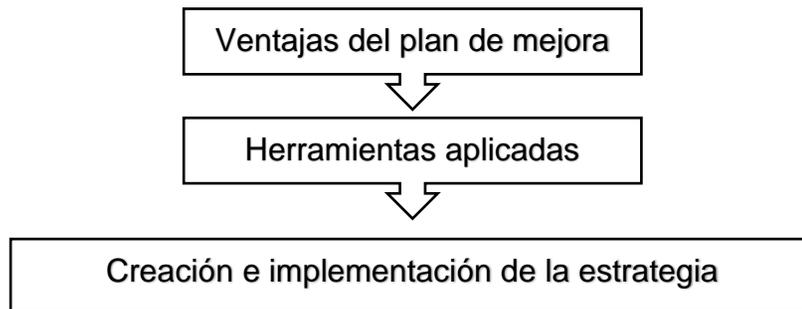 Ventajas del plan de mejora
Herramientas aplicadas
Creación e implementación de la estrategia